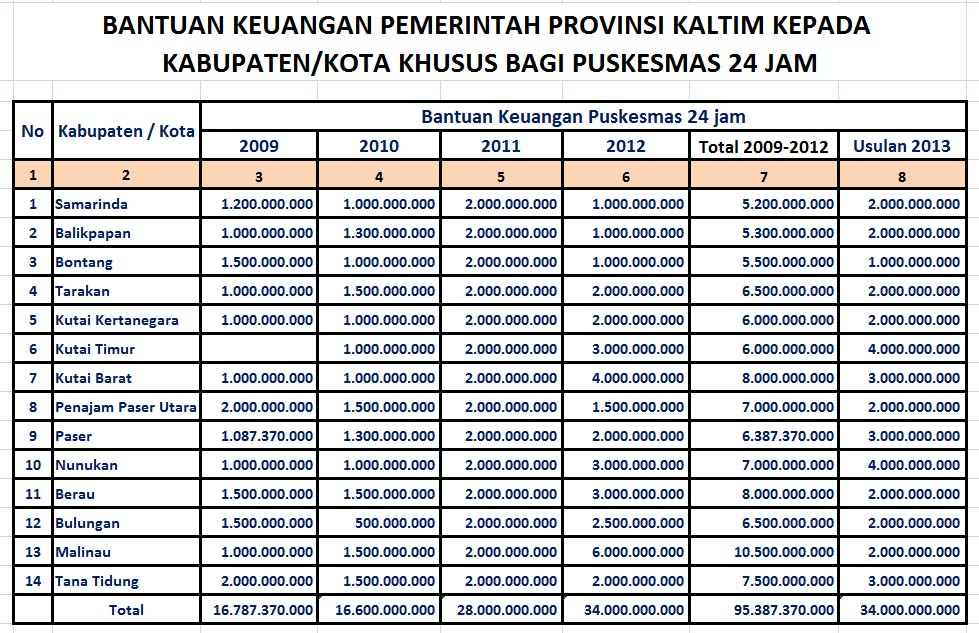 BANTUAN KEUANGAN PEMERINTAH PROVINSI KALTIM KEPADA
KABUPATEN/KOTA KHUSUS BAGI PUSKESMAS 24 JAM
No Kabupaten / Kota Bantuan Keuangan Puskesmas 24 jam
2009 2010 2011 2012 Total 2009-2012 Usulan 2013
1 2 3 4 5 6 7 8
1 Samarinda 1.200.000.000 1.000.000.000 2.000.000.000 1.000.000.000 5.200.000.000 2.000.000.000
2 Balikpapan 1.000.000.000 1.300.000.000 2.000.000.000 1.000.000.000 5.300.000.000 2.000.000.000
3 Bontang 1.500.000.000 1.000.000.000 2.000.000.000 1.000.000.000 5.500.000.000 1.000.000.000
4 Tarakan 1.000.000.000 1.500.000.000 2.000.000.000 2.000.000.000 6.500.000.000 2.000.000.000
5 Kutai Kertanegara 1.000.000.000 1.000.000.000 2.000.000.000 2.000.000.000 6.000.000.000 2.000.000.000
6 Kutai Timur 1.000.000.000 2.000.000.000 3.000.000.000 6.000.000.000 4.000.000.000
7 Kutai Barat 1.000.000.000 1.000.000.000 2.000.000.000 4.000.000.000 8.000.000.000 3.000.000.000
8 Penajam Paser Utara 2.000.000.000 1.500.000.000 2.000.000.000 1.500.000.000 7.000.000.000 2.000.000.000
9 Paser 1.087.370.000 1.300.000.000 2.000.000.000 2.000.000.000 6.387.370.000 3.000.000.000
10 Nunukan 1.000.000.000 1.000.000.000 2.000.000.000 3.000.000.000 7.000.000.000 4.000.000.000
11 Berau 1.500.000.000 1.500.000.000 2.000.000.000 3.000.000.000 8.000.000.000 2.000.000.000
12 Bulungan 1.500.000.000 500.000.000 2.000.000.000 2.500.000.000 6.500.000.000 2.000.000.000
13 Malinau 1.000.000.000 1.500.000.000 2.000.000.000 6.000.000.000 10.500.000.000 2.000.000.000
14 Tana Tidung 2.000.000.000 1.500.000.000 2.000.000.000 2.000.000.000 7.500.000.000 3.000.000.000
Total 16.787.370.000 16.600.000.000 28.000.000.000 34.000.000.000 95.387.370.000 34.000.000.000